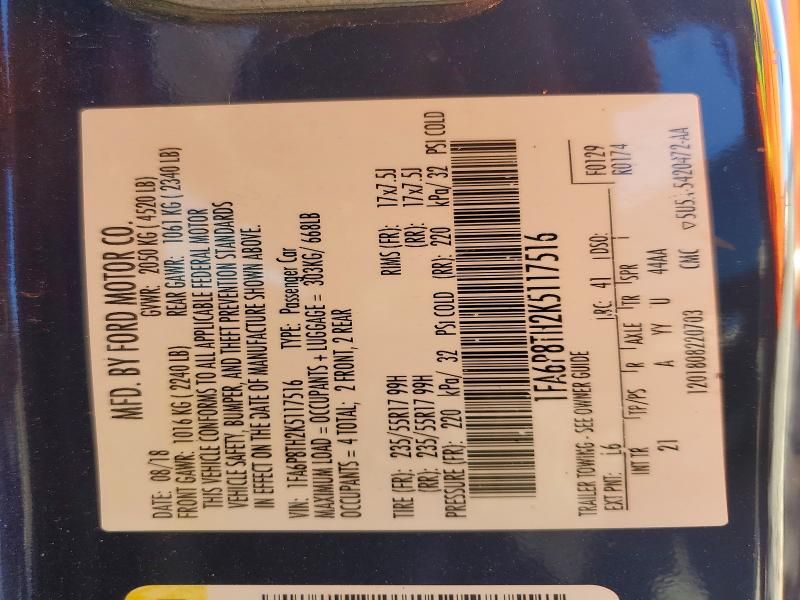 MFD. BY FORD MOTOR CO.
DATE: 08/18 GVWR: 2050 KG ( 4520 LB)
FRONT GAWR: 1016 KG ( 2240 LB) REAR GAWR: 1061 KG ( 2340 LB)
THIS VEHICLE CONFORMS TO ALL APPLICABLE FEDERAL MOTOR
VEHICLE SAFETY, BUMPER, AND THEFT PREVENTION STANDARDS
IN EFFECT ON THE DATE OF MANUFACTURE SHOWN ABOVE.
VIN: 1FA6P8TH2K5117516 TYPE: Passenger Car
MAXIMUM LOAD = OCCUPANTS + LUGGAGE = 303KG/ 668LB
OCCUPANTS = 4 TOTAL; 2 FRONT, 2 REAR
TIRE (FR): 235/55R17 99H RIMS (FR): 17x7.5J
(RR): 235/55R17 99H (RR): 17x7.5J
PRESSURE (FR): 220 kPa/ 32 PSI COLD (RR): 220 kPa/ 32 PSI COLD
1FA6P8TH2K5117516
TRAILER TOWING - SEE OWNER GUIDE
F0129
EXT PNT: J6 RC: 41 DSO: R0174
INT TR TP/PS R AXLE TR SPR
21 A YY U 44AA
1201808220703 CMC ▽5U5A-5420472-AA